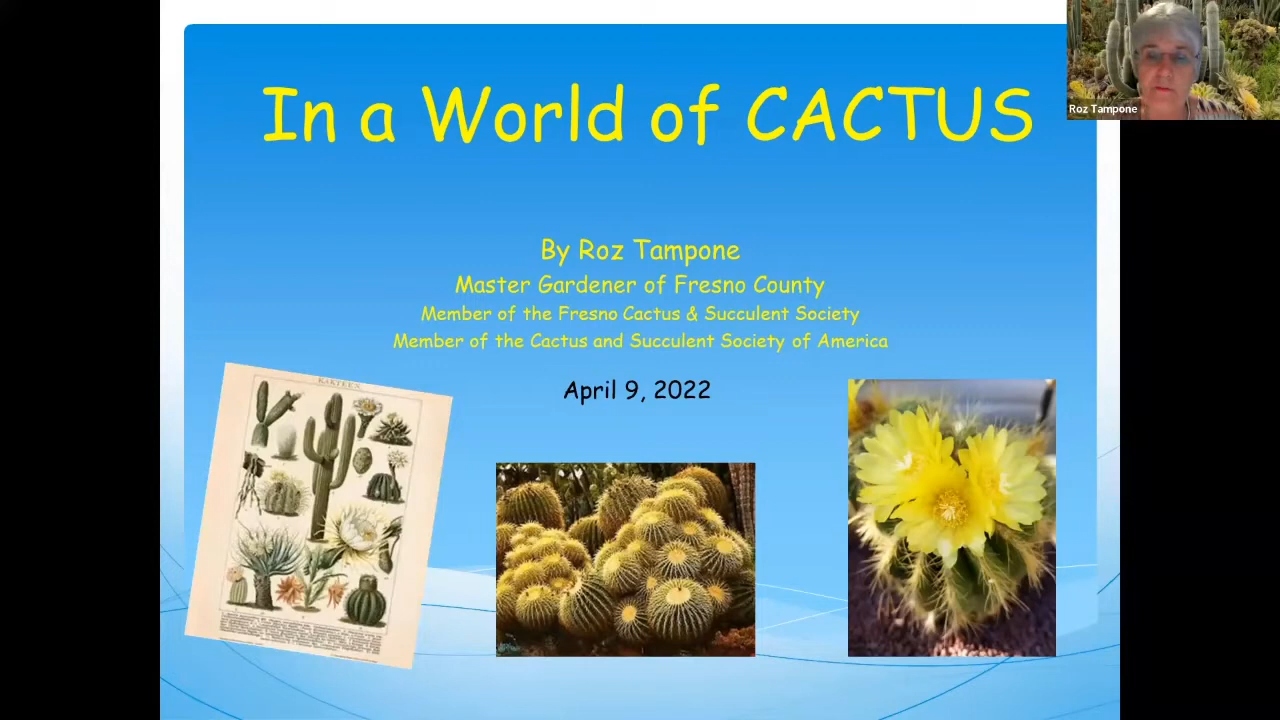 In a World of CACTUS
Roz Tampone
By Roz Tampone
Master Gardener of Fresno County
Member of the Fresno Cactus & Succulent Society
Member of the Cactus and Succulent Society of America
April 9, 2022
KAKTEEN